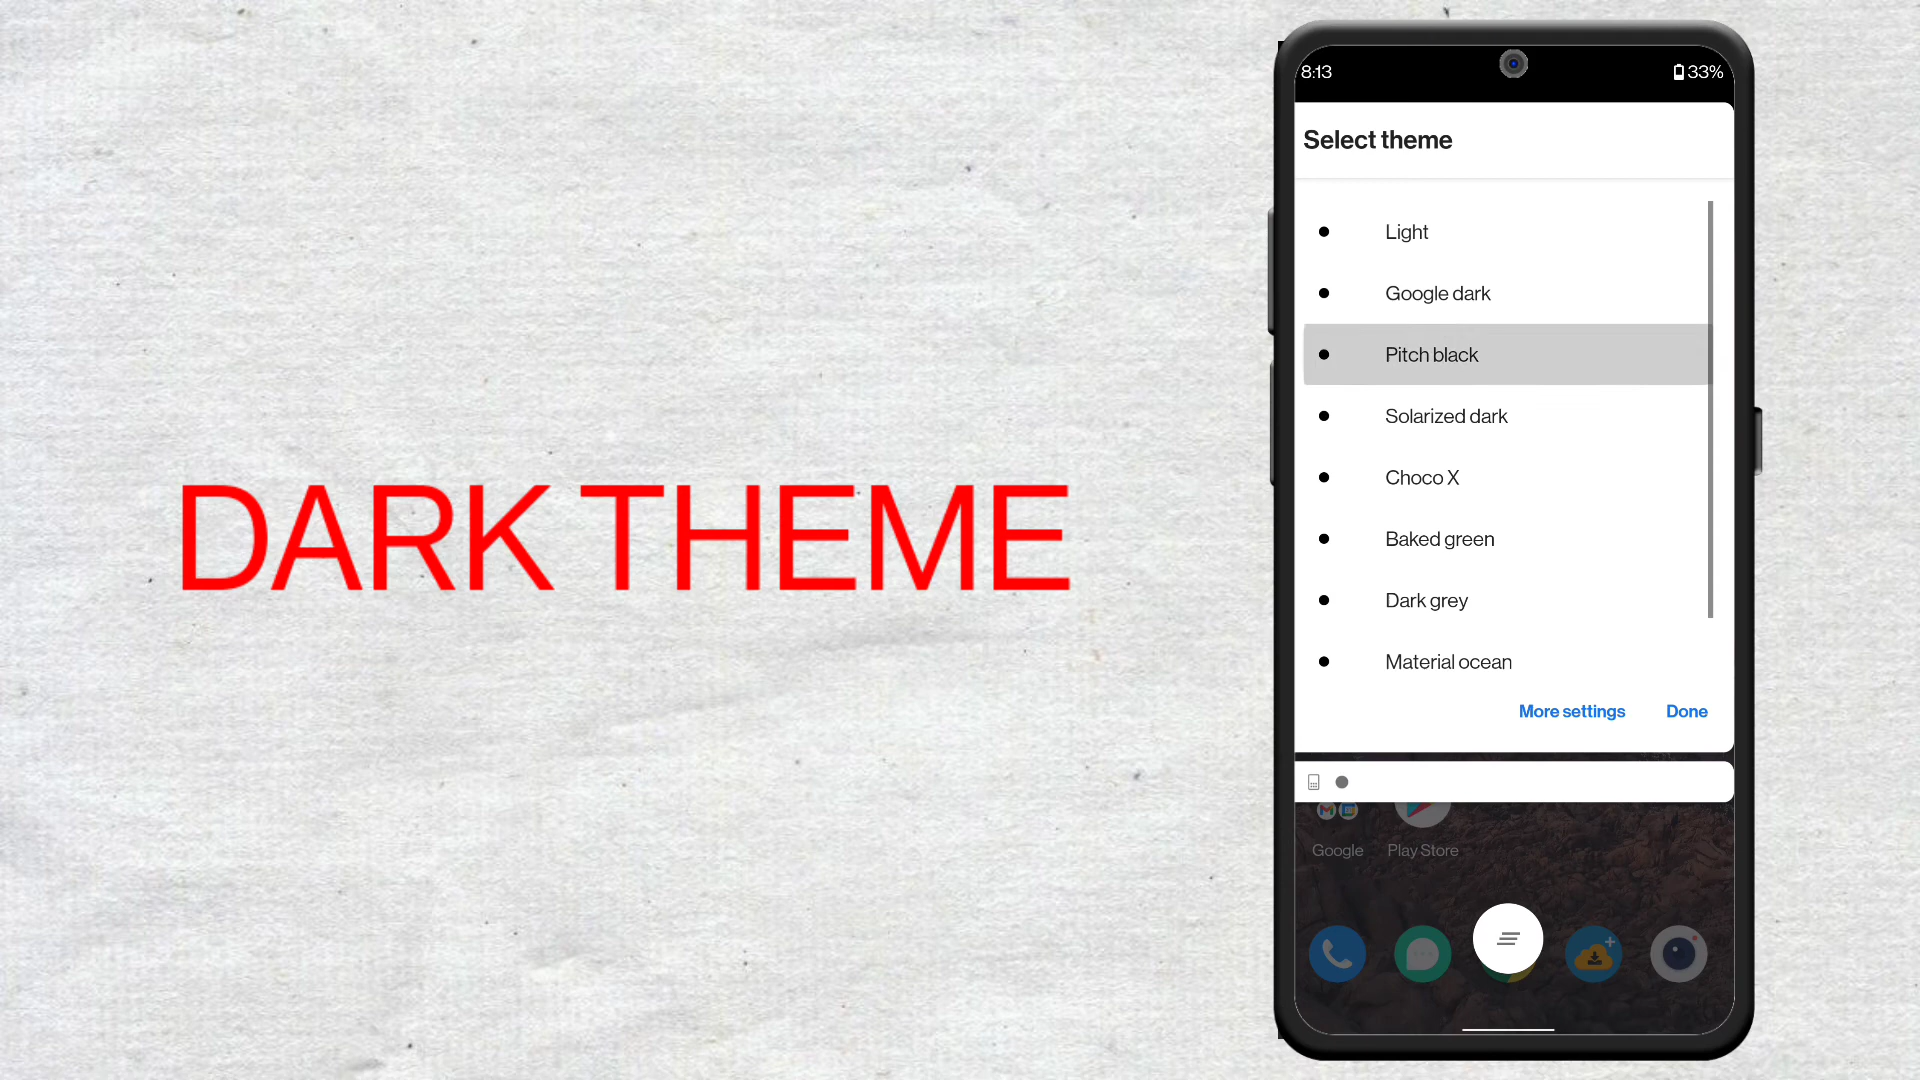 DARK THEME
8:13
33%
Select theme
Light
Google dark
Pitch black
Solarized dark
Choco X
Baked green
Dark grey
Material ocean
More settings Done
Google Play Store